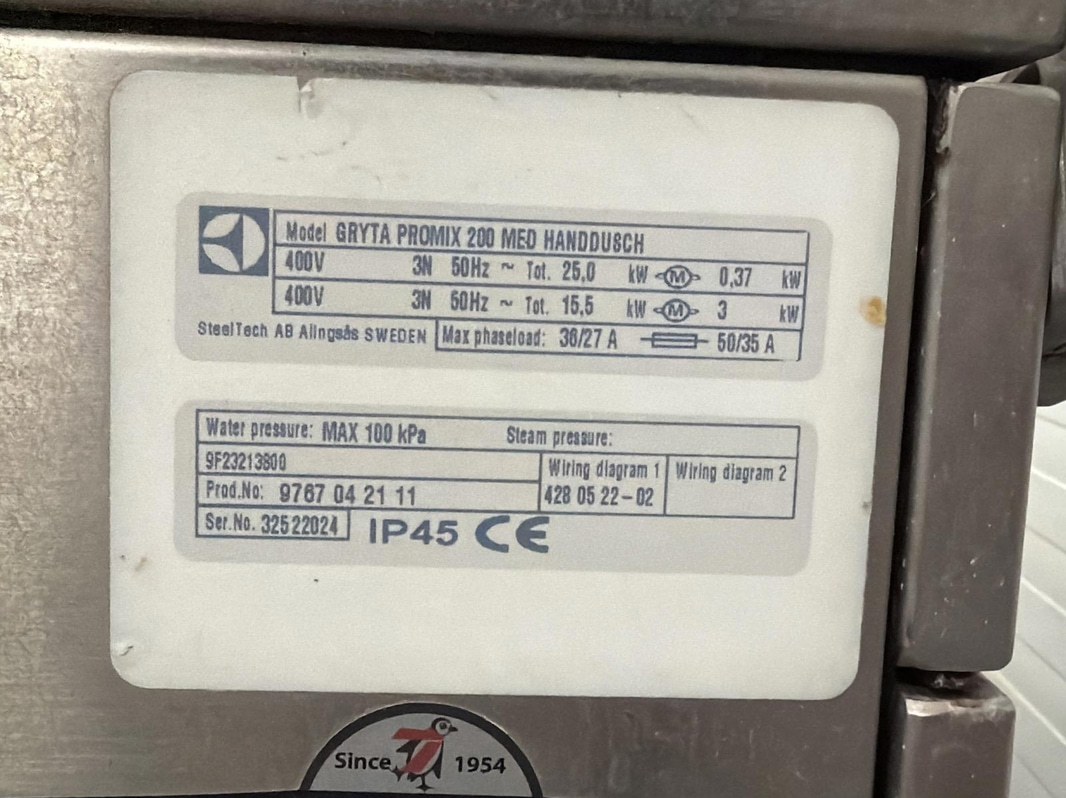 Model GRYTA PROMIX 200 MED HANDDUSCH
400V 3N 50Hz ~ Tot. 25,0 kW M 0,37 kW
400V 3N 50Hz ~ Tot. 15,5 kW M 3 kW
SteelTech AB Alingsås SWEDEN Max phaseload: 36/27 A 50/35 A
Water pressure: MAX 100 kPa Steam pressure:
9F23213800 Wiring diagram 1 Wiring diagram 2
Prod.No: 9767 04 21 11 428 05 22-02
Ser.No. 32522024 IP45 CE
Since 1954